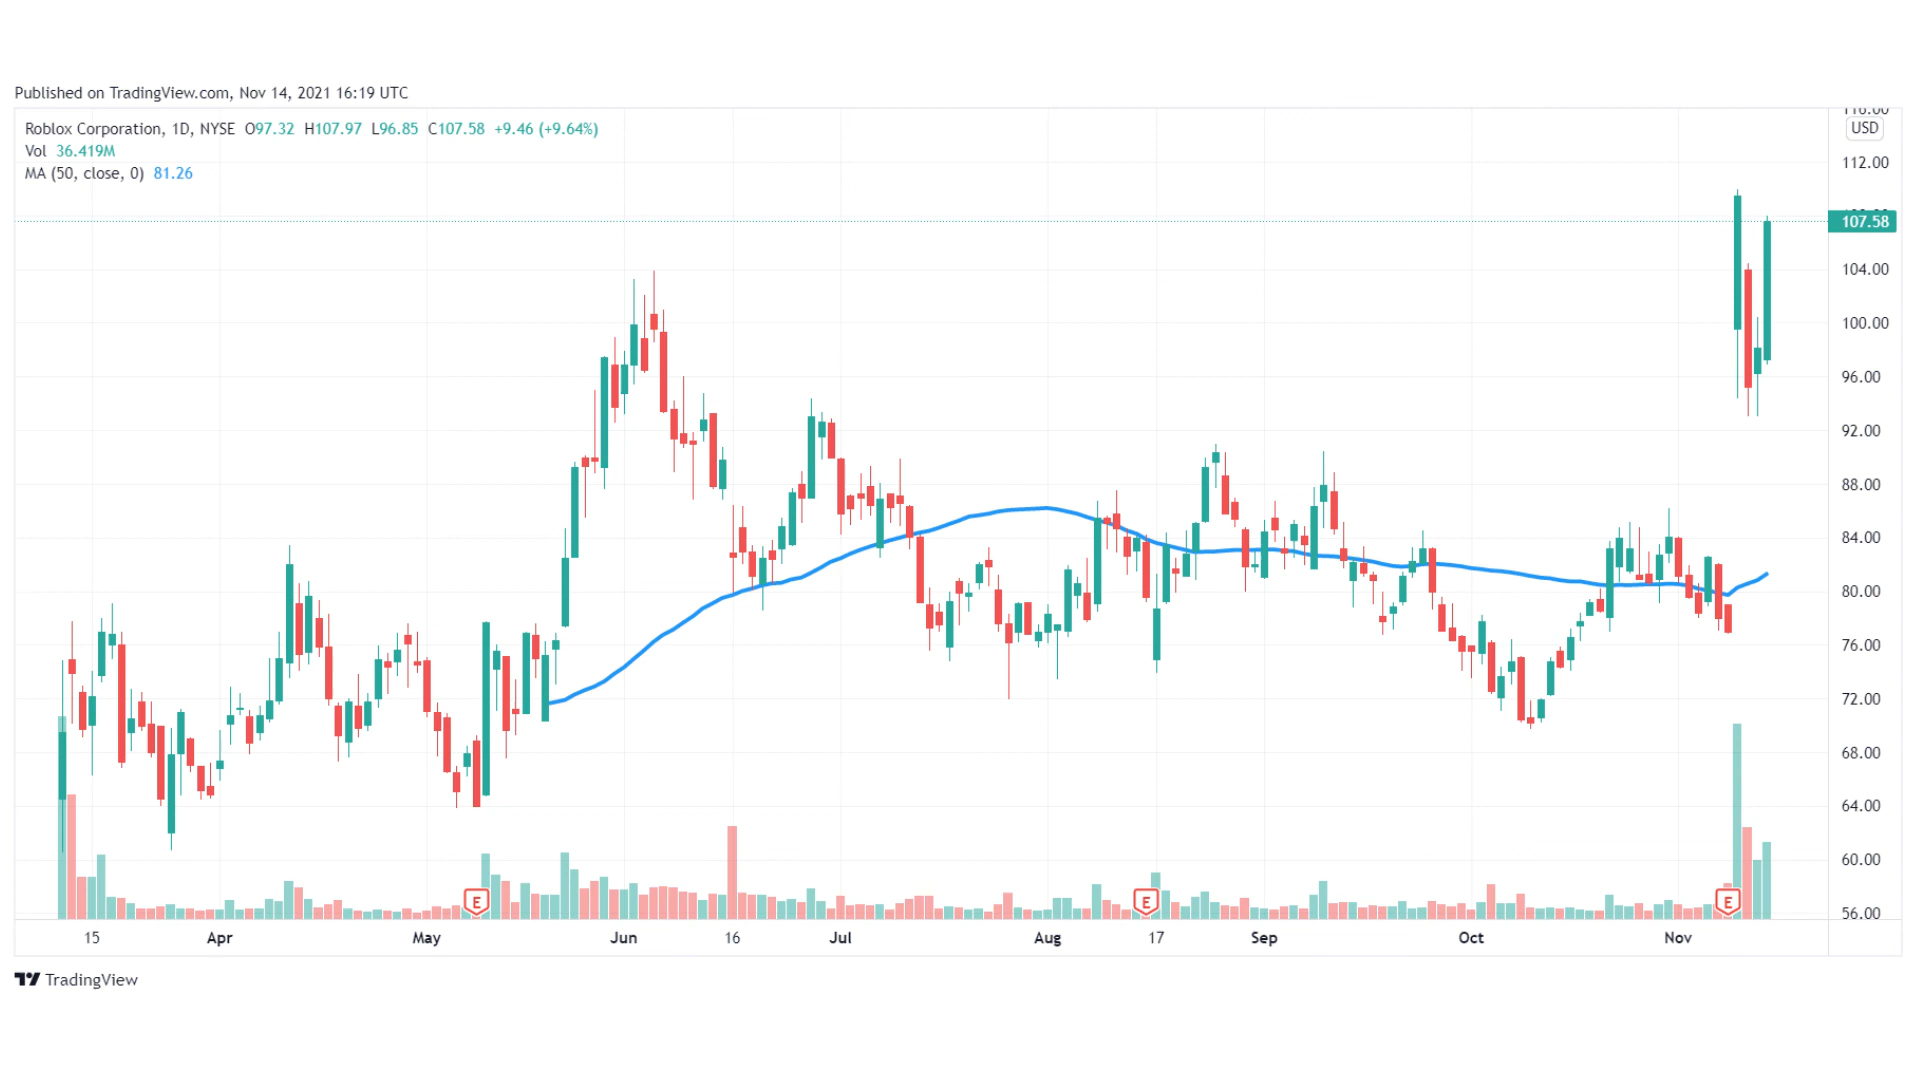 Published on TradingView.com, Nov 14, 2021 16:19 UTC
Roblox Corporation, 1D, NYSE O97.32 H107.97 L96.85 C107.58 +9.46 (+9.64%)
Vol 36.419M
MA (50, close, 0) 81.26
116.00
USD
112.00
107.58
104.00
100.00
96.00
92.00
88.00
84.00
80.00
76.00
72.00
68.00
64.00
60.00
56.00
E E E
15 Apr May Jun 16 Jul Aug 17 Sep Oct Nov
TradingView